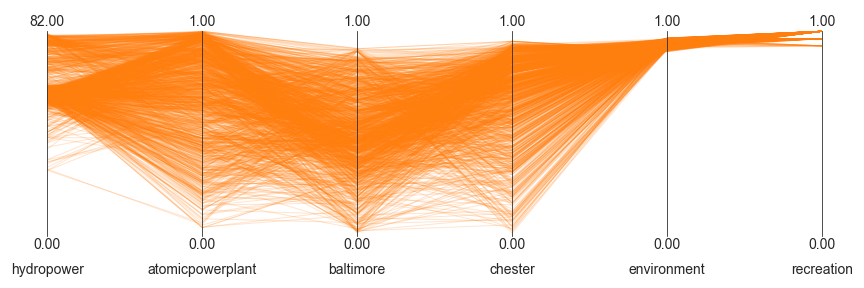 82.00 1.00 1.00 1.00 1.00 1.00
0.00 0.00 0.00 0.00 0.00 0.00
hydropower atomicpowerplant baltimore chester environment recreation